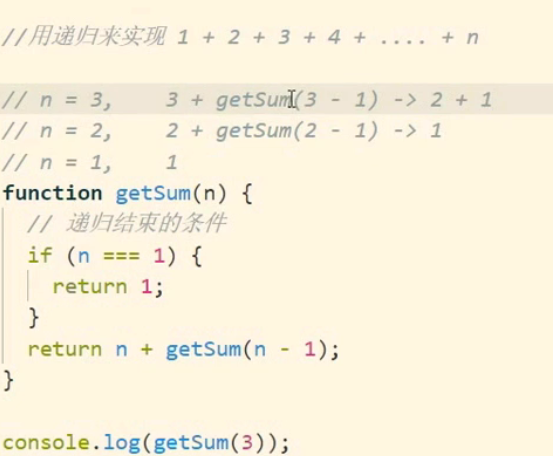 //用递归来实现 1 + 2 + 3 + 4 + .... + n
// n = 3,    3 + getSum(3 - 1) -> 2 + 1
// n = 2,    2 + getSum(2 - 1) -> 1
// n = 1,    1
function getSum(n) {
  // 递归结束的条件
  if (n === 1) {
    return 1;
  }
  return n + getSum(n - 1);
}
console.log(getSum(3));